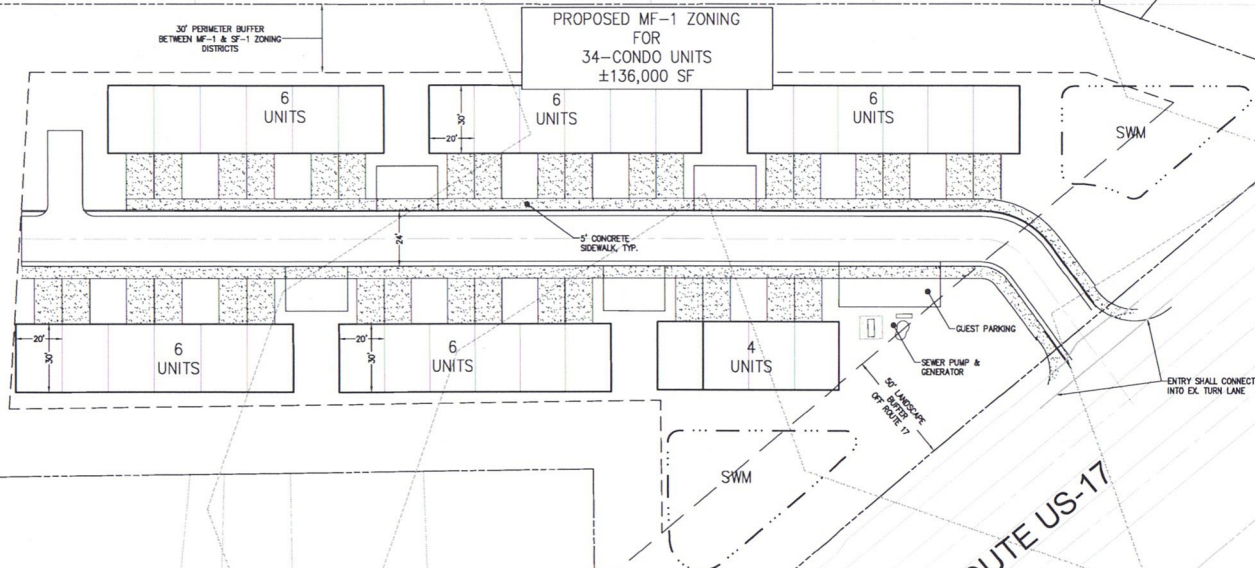 30' PERIMETER BUFFER
BETWEEN MF-1 & SF-1 ZONING
DISTRICTS
PROPOSED MF-1 ZONING
FOR
34-CONDO UNITS
±136,000 SF
6
UNITS
6
UNITS
30'
20'
6
UNITS
SWM
24'
5' CONCRETE
SIDEWALK, TYP.
20'
30'
6
UNITS
20'
30'
6
UNITS
4
UNITS
GUEST PARKING
SEWER PUMP &
GENERATOR
ENTRY SHALL CONNECT
INTO EX. TURN LANE
50' LANDSCAPE
BUFFER
OFF ROUTE 17
SWM
OUTE US-17